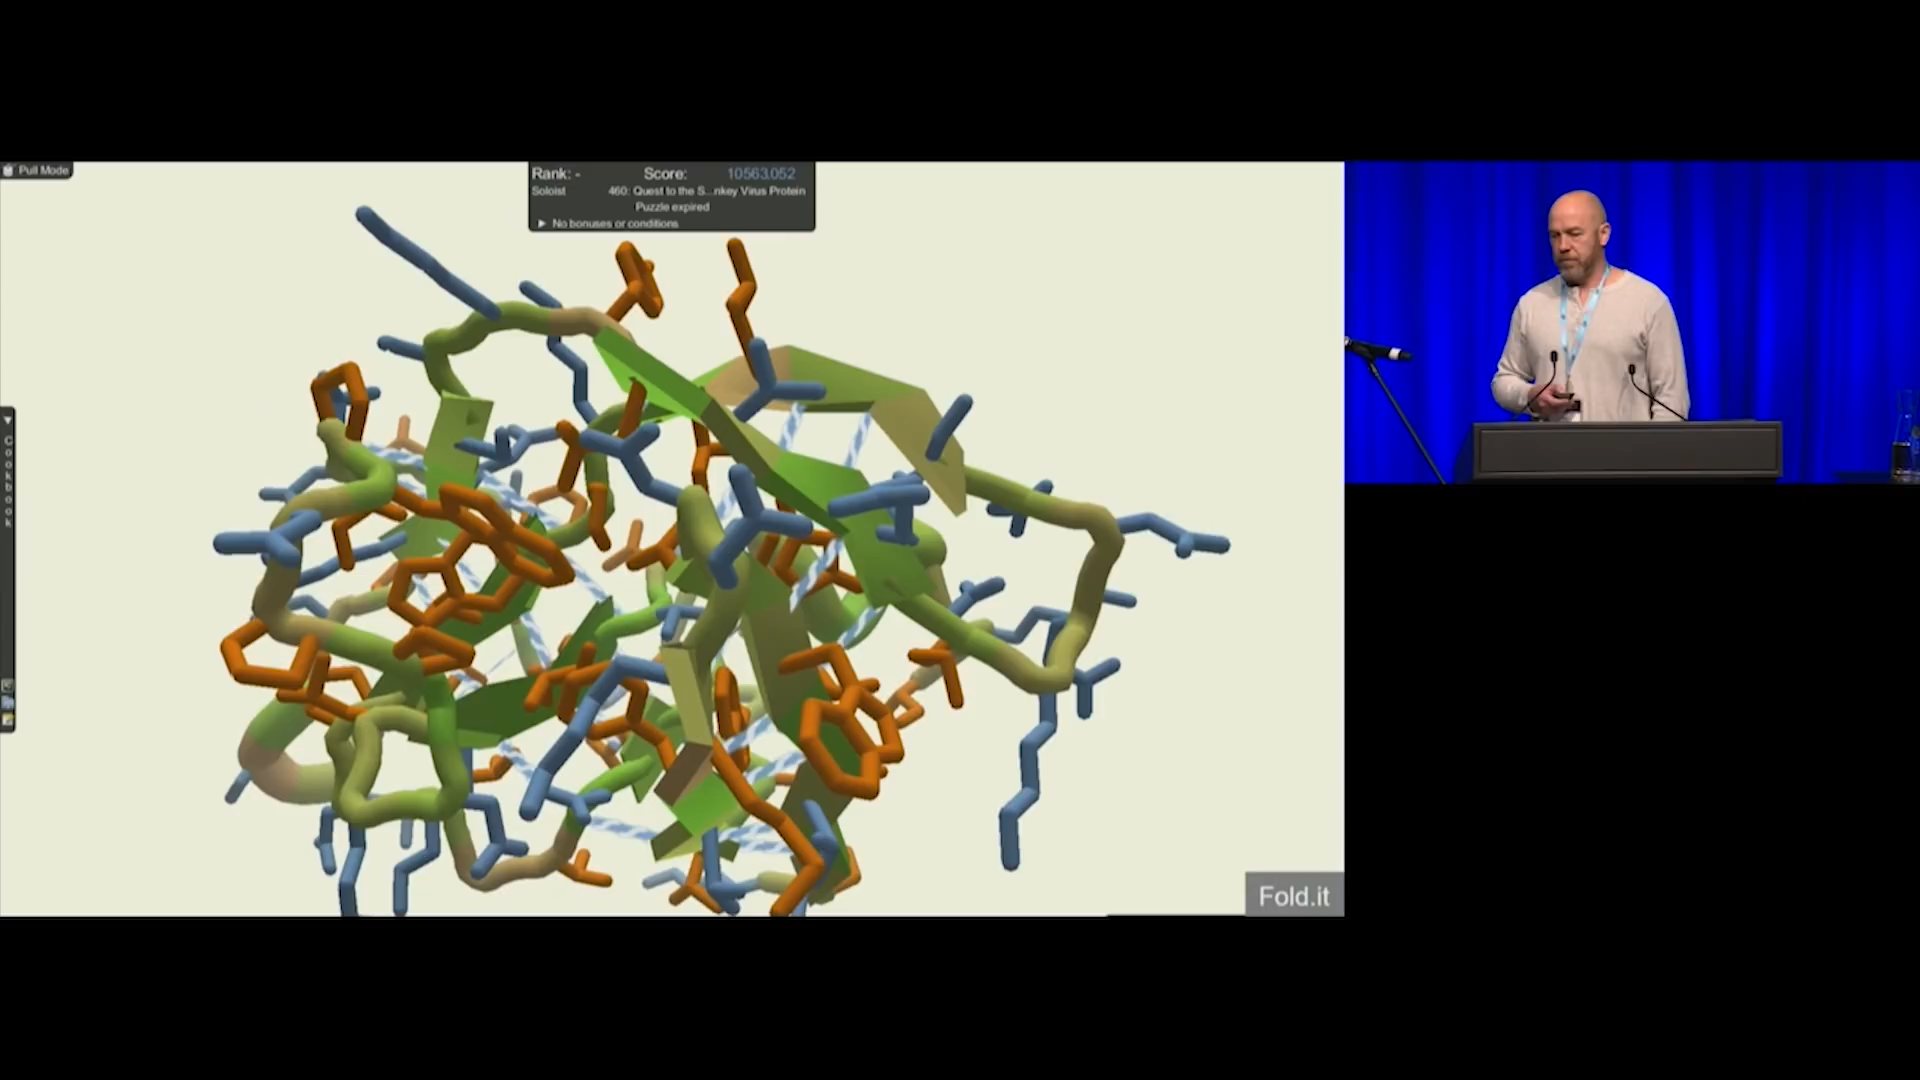 Pull Mode
Rank: - Score: 10563.052
Soloist 460: Quest to the S...nkey Virus Protein
Puzzle expired
No bonuses or conditions
Cookbook
Fold.it